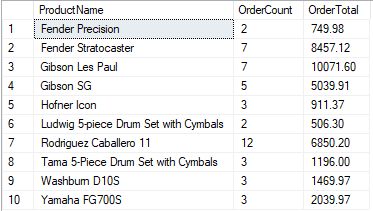 ProductName OrderCount OrderTotal
1 Fender Precision 2 749.98
2 Fender Stratocaster 7 8457.12
3 Gibson Les Paul 7 10071.60
4 Gibson SG 5 5039.91
5 Hofner Icon 3 911.37
6 Ludwig 5-piece Drum Set with Cymbals 2 506.30
7 Rodriguez Caballero 11 12 6850.20
8 Tama 5-Piece Drum Set with Cymbals 3 1196.00
9 Washburn D10S 3 1469.97
10 Yamaha FG700S 3 2039.97